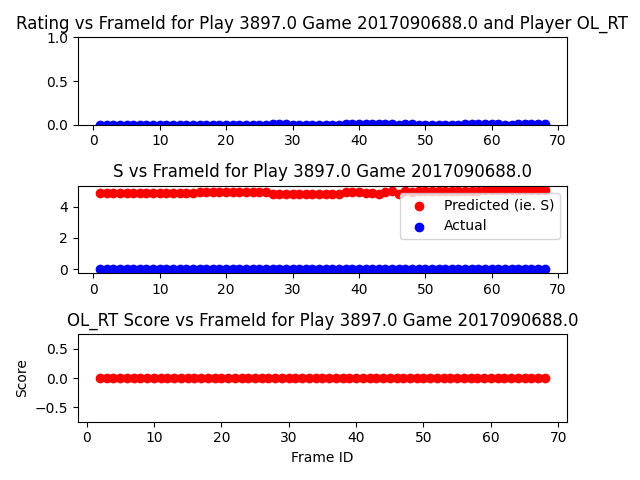 Rating vs FrameId for Play 3897.0 Game 2017090688.0 and Player OL_RT
1.0
0.5
0.0
0 10 20 30 40 50 60 70
S vs FrameId for Play 3897.0 Game 2017090688.0
4
2
0
Predicted (ie. S)
Actual
0 10 20 30 40 50 60 70
OL_RT Score vs FrameId for Play 3897.0 Game 2017090688.0
Score
0.5
0.0
−0.5
0 10 20 30 40 50 60 70
Frame ID